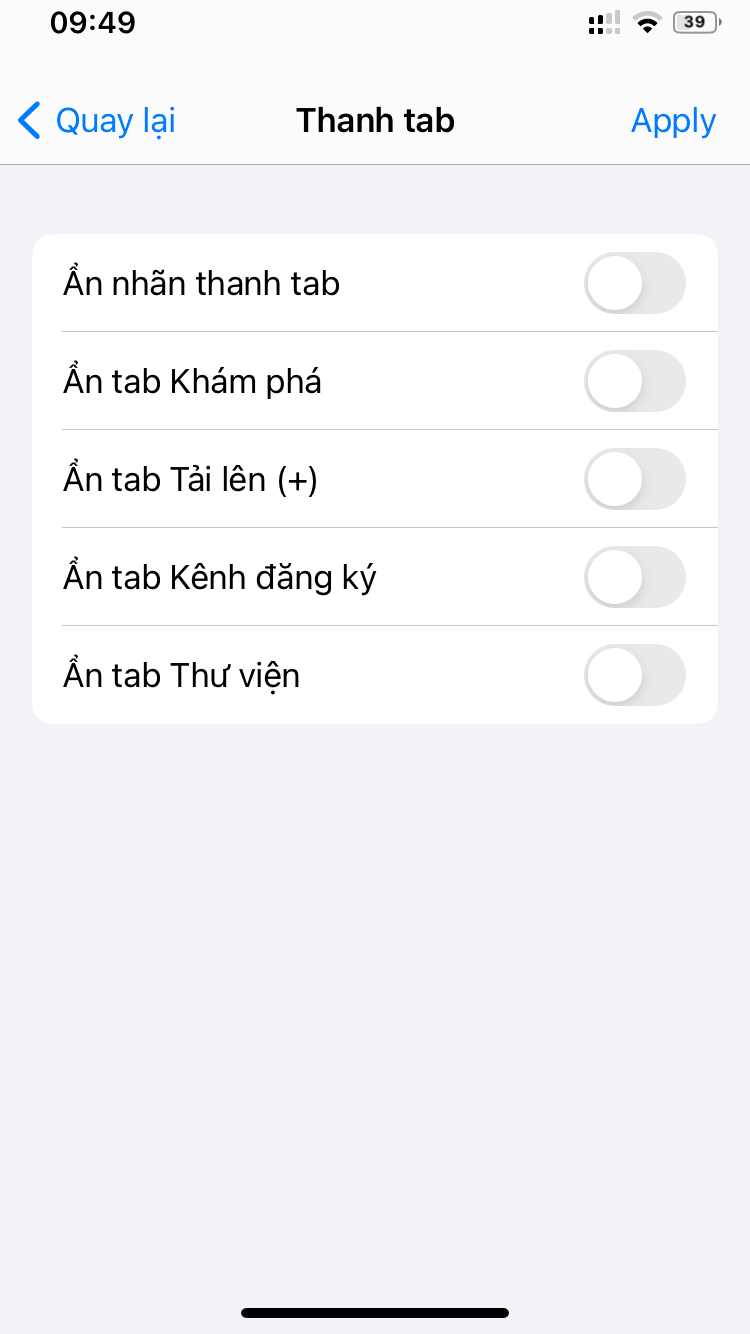 09:49
39
Quay lại
Thanh tab
Apply
Ẩn nhãn thanh tab
Ẩn tab Khám phá
Ẩn tab Tải lên (+)
Ẩn tab Kênh đăng ký
Ẩn tab Thư viện